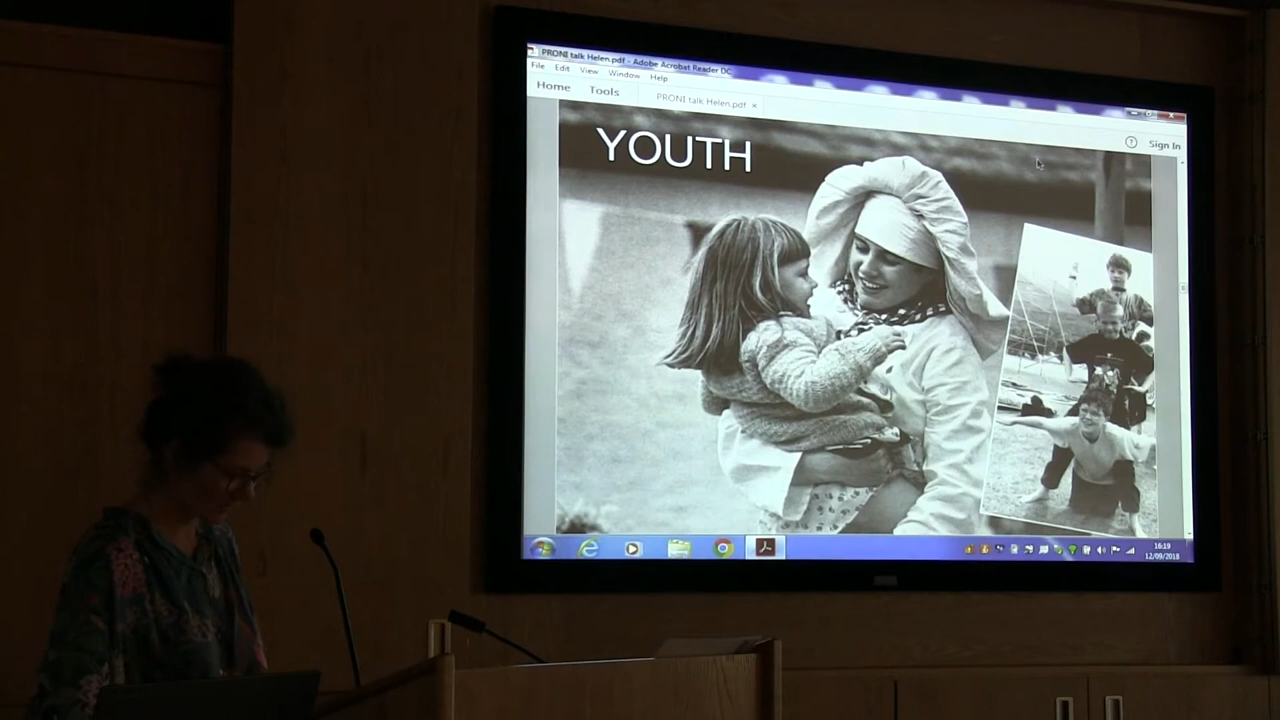 PRONI talk Helen.pdf - Adobe Acrobat Reader DC
File Edit View Window Help
Home Tools PRONI talk Helen.pdf ×
? Sign In
YOUTH
16:19
12/09/2018